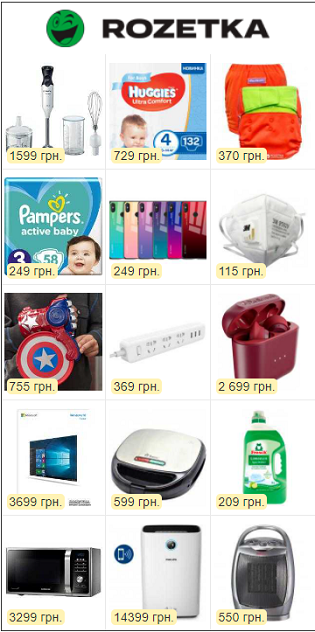 ROZETKA
1599 грн.
НОВИНКА
HUGGIES
Ultra Comfort
4
132
729 грн.
370 грн.
Pampers
active baby
3
58
249 грн.
249 грн.
3M
115 грн.
755 грн.
369 грн.
2 699 грн.
3699 грн.
599 грн.
Frosch
209 грн.
3299 грн.
14399 грн.
550 грн.